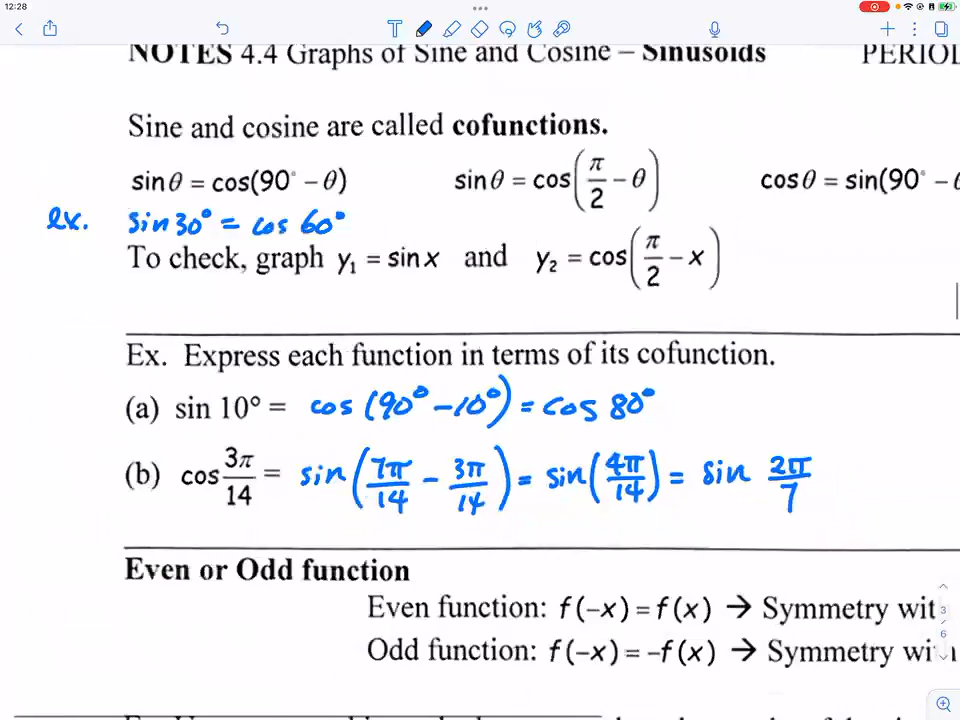 12:28
NOTES 4.4 Graphs of Sine and Cosine – Sinusoids PERIOD
Sine and cosine are called cofunctions.
sinθ = cos(90° − θ) sinθ = cos(π/2 − θ) cosθ = sin(90° − θ
ex. sin30° = cos 60°
To check, graph y₁ = sinx and y₂ = cos(π/2 − x)
Ex. Express each function in terms of its cofunction.
(a) sin 10° = cos (90° − 10°) = cos 80°
(b) cos 3π/14 = sin(7π/14 − 3π/14) = sin(4π/14) = sin 2π/7
Even or Odd function
Even function: f(−x) = f(x) → Symmetry wit
Odd function: f(−x) = −f(x) → Symmetry wi
3
6